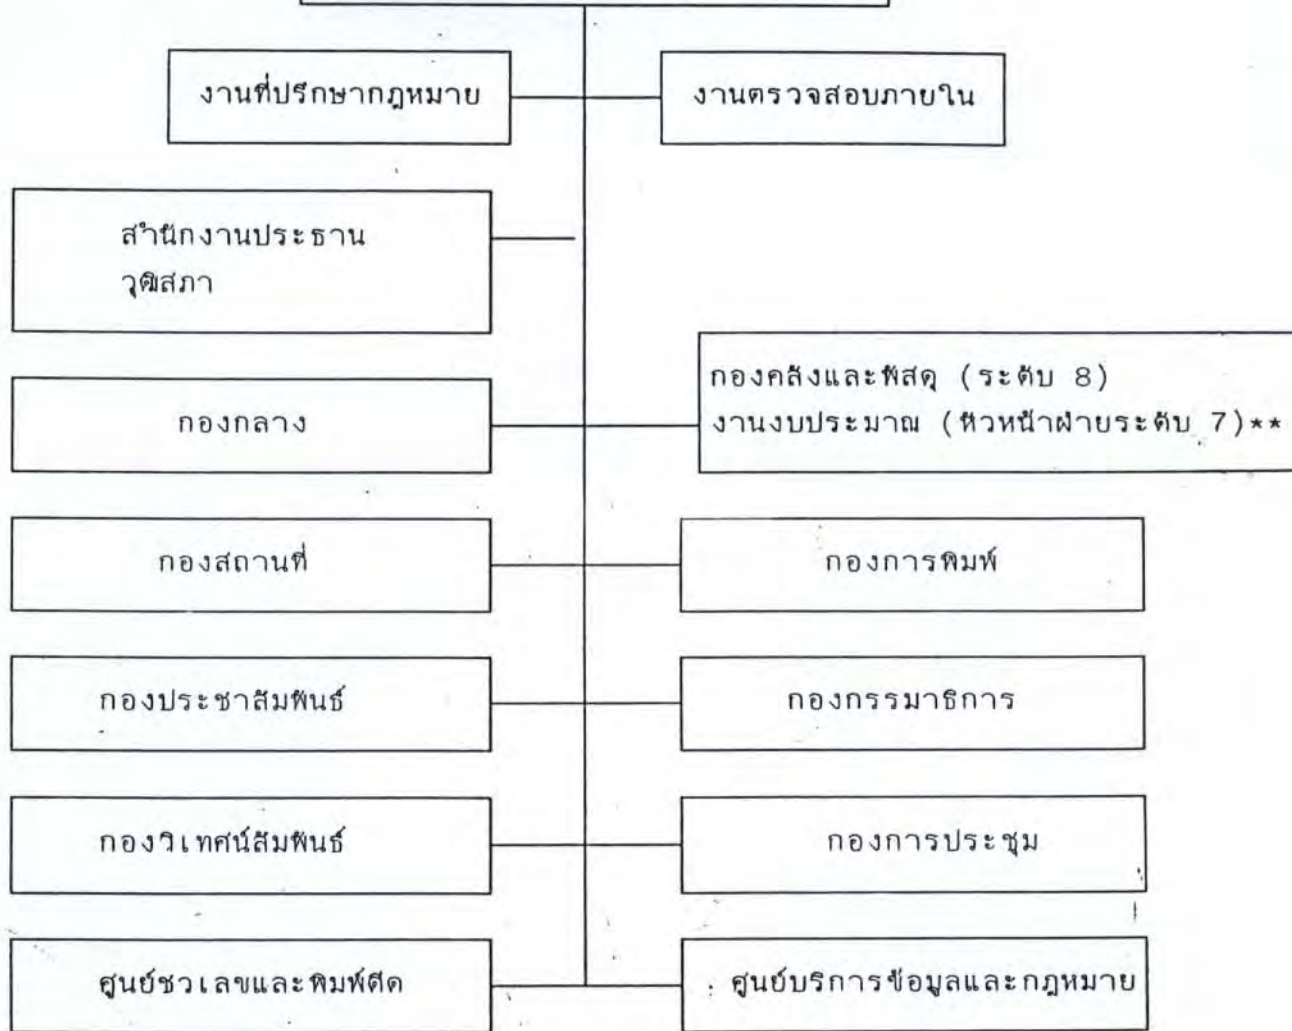 งานที่ปรึกษากฎหมาย
งานตรวจสอบภายใน
สำนักงานประธาน
วุฒิสภา
กองคลังและพัสดุ (ระดับ 8)
งานงบประมาณ (หัวหน้าฝ่ายระดับ 7)**
กองกลาง
กองสถานที่
กองการพิมพ์
กองประชาสัมพันธ์
กองกรรมาธิการ
กองวิเทศน์สัมพันธ์
กองการประชุม
ศูนย์ชวเลขและพิมพ์ดีด
ศูนย์บริการข้อมูลและกฎหมาย